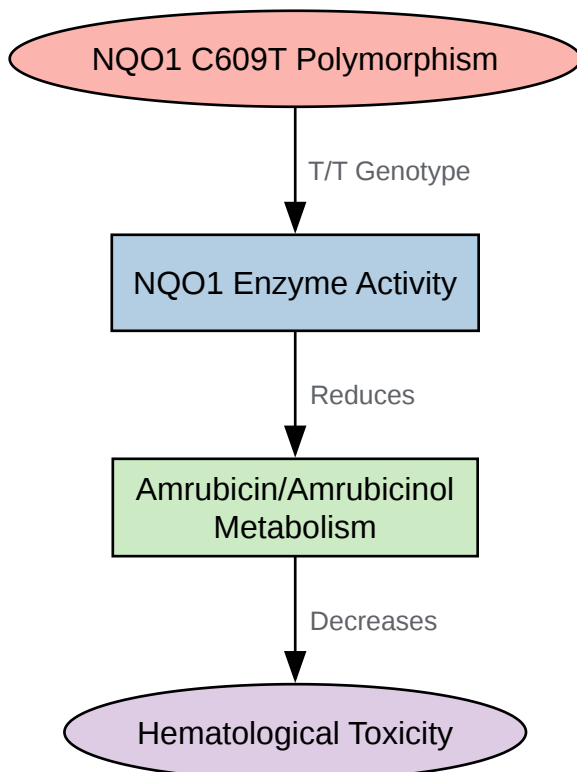 NQO1 C609T Polymorphism
T/T Genotype
NQO1 Enzyme Activity
Reduces
Amrubicin/Amrubicinol
Metabolism
Decreases
Hematological Toxicity